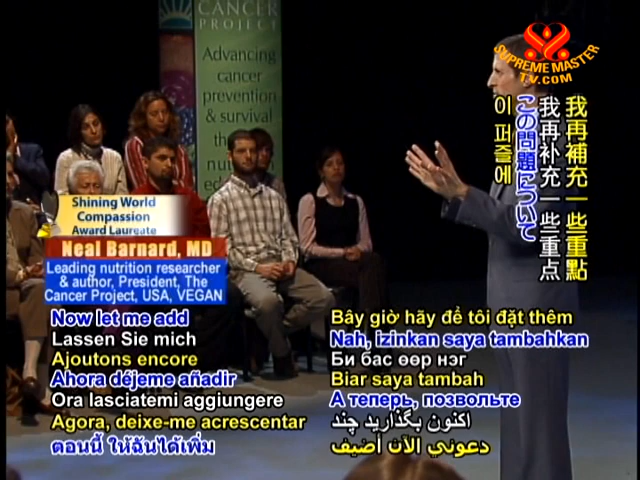 CANCER
PROJECT
Advancing
cancer
prevention
& survival
SUPREME MASTER
TV.COM
我再補充一些重點
我再补充一些重点
この問題について
이 퍼즐에
Shining World
Compassion
Award Laureate
Neal Barnard, MD
Leading nutrition researcher
& author, President, The
Cancer Project, USA, VEGAN
Now let me add
Lassen Sie mich
Ajoutons encore
Ahora déjeme añadir
Ora lasciatemi aggiungere
Agora, deixe-me acrescentar
ตอนนี้ ให้ฉันได้เพิ่ม
Bây giờ hãy để tôi đặt thêm
Nah, izinkan saya tambahkan
Би бас өөр нэг
Biar saya tambah
А теперь, позвольте
اکنون بگذارید چند
دعوني الآن أضيف